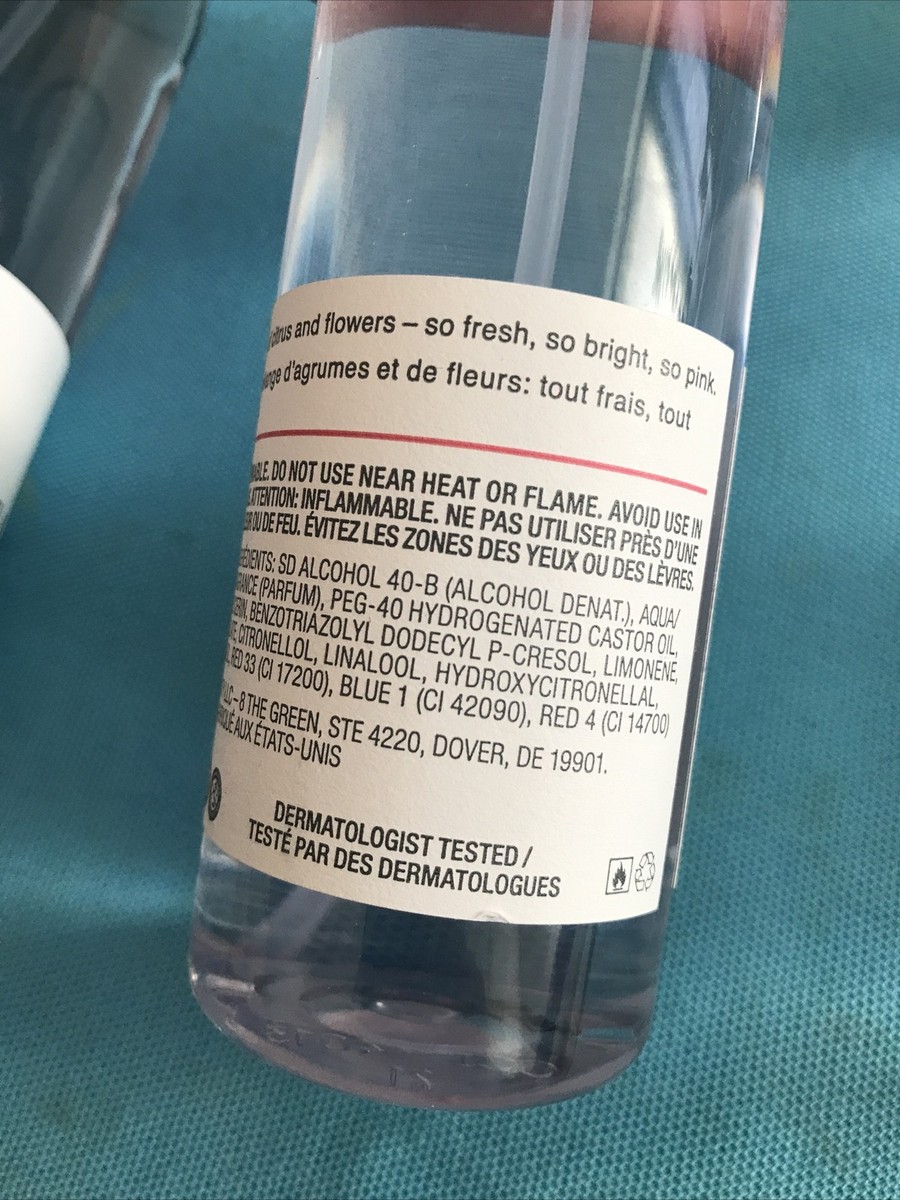 citrus and flowers – so fresh, so bright, so pink.
d'agrumes et de fleurs: tout frais, tout
DO NOT USE NEAR HEAT OR FLAME. AVOID USE IN
ATTENTION: INFLAMMABLE. NE PAS UTILISER PRÈS D'UNE
OU DE FEU. ÉVITEZ LES ZONES DES YEUX OU DES LÈVRES.
SD ALCOHOL 40-B (ALCOHOL DENAT.), AQUA/
(PARFUM), PEG-40 HYDROGENATED CASTOR OIL,
BENZOTRIAZOLYL DODECYL P-CRESOL, LIMONENE,
CITRONELLOL, LINALOOL, HYDROXYCITRONELLAL,
RED 33 (CI 17200), BLUE 1 (CI 42090), RED 4 (CI 14700)
LLC – 8 THE GREEN, STE 4220, DOVER, DE 19901.
AUX ÉTATS-UNIS
DERMATOLOGIST TESTED /
TESTÉ PAR DES DERMATOLOGUES